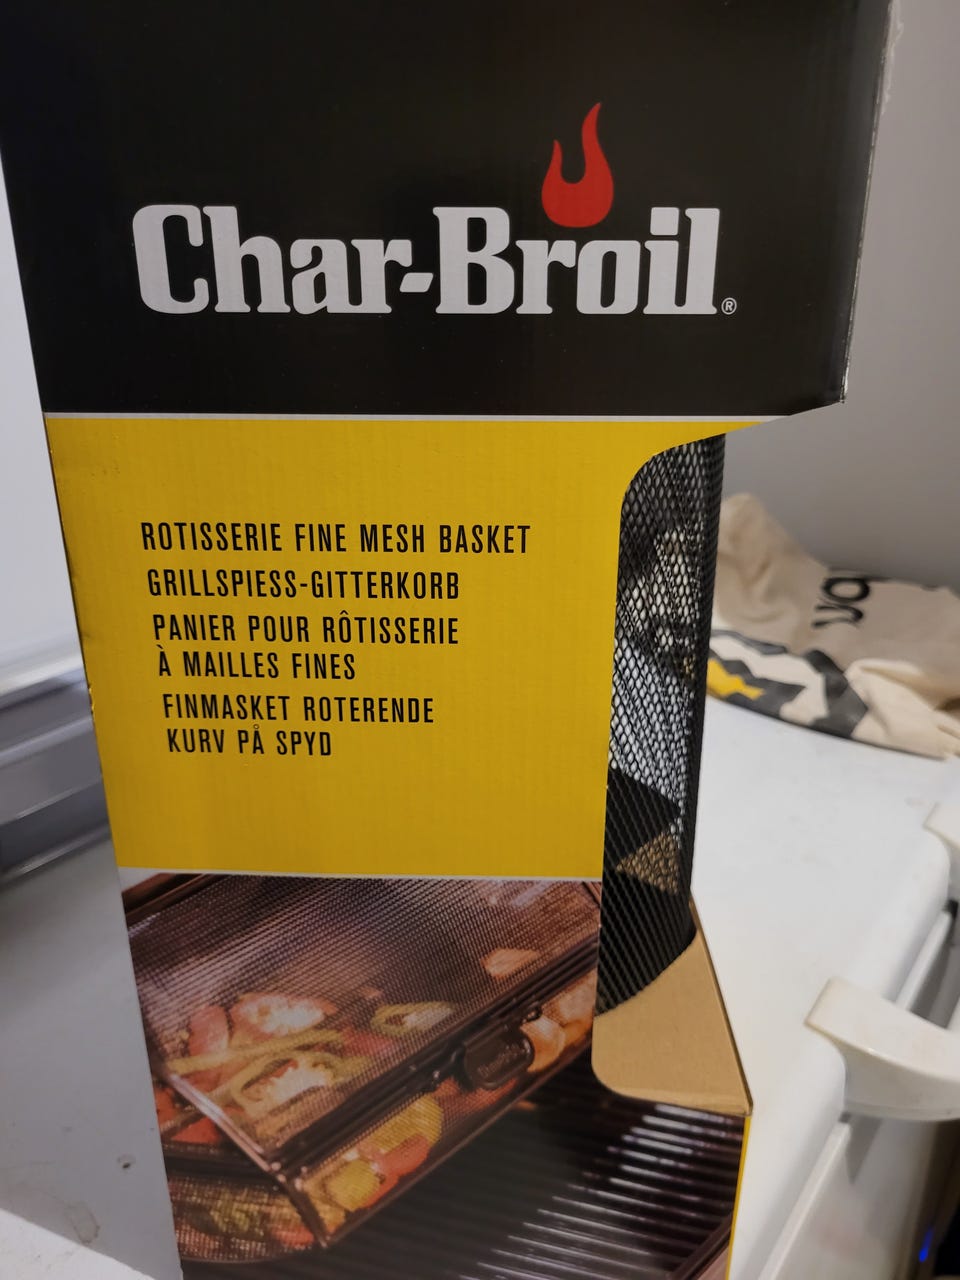 Char-Broil®
ROTISSERIE FINE MESH BASKET
GRILLSPIESS-GITTERKORB
PANIER POUR RÔTISSERIE
À MAILLES FINES
FINMASKET ROTERENDE
KURV PÅ SPYD